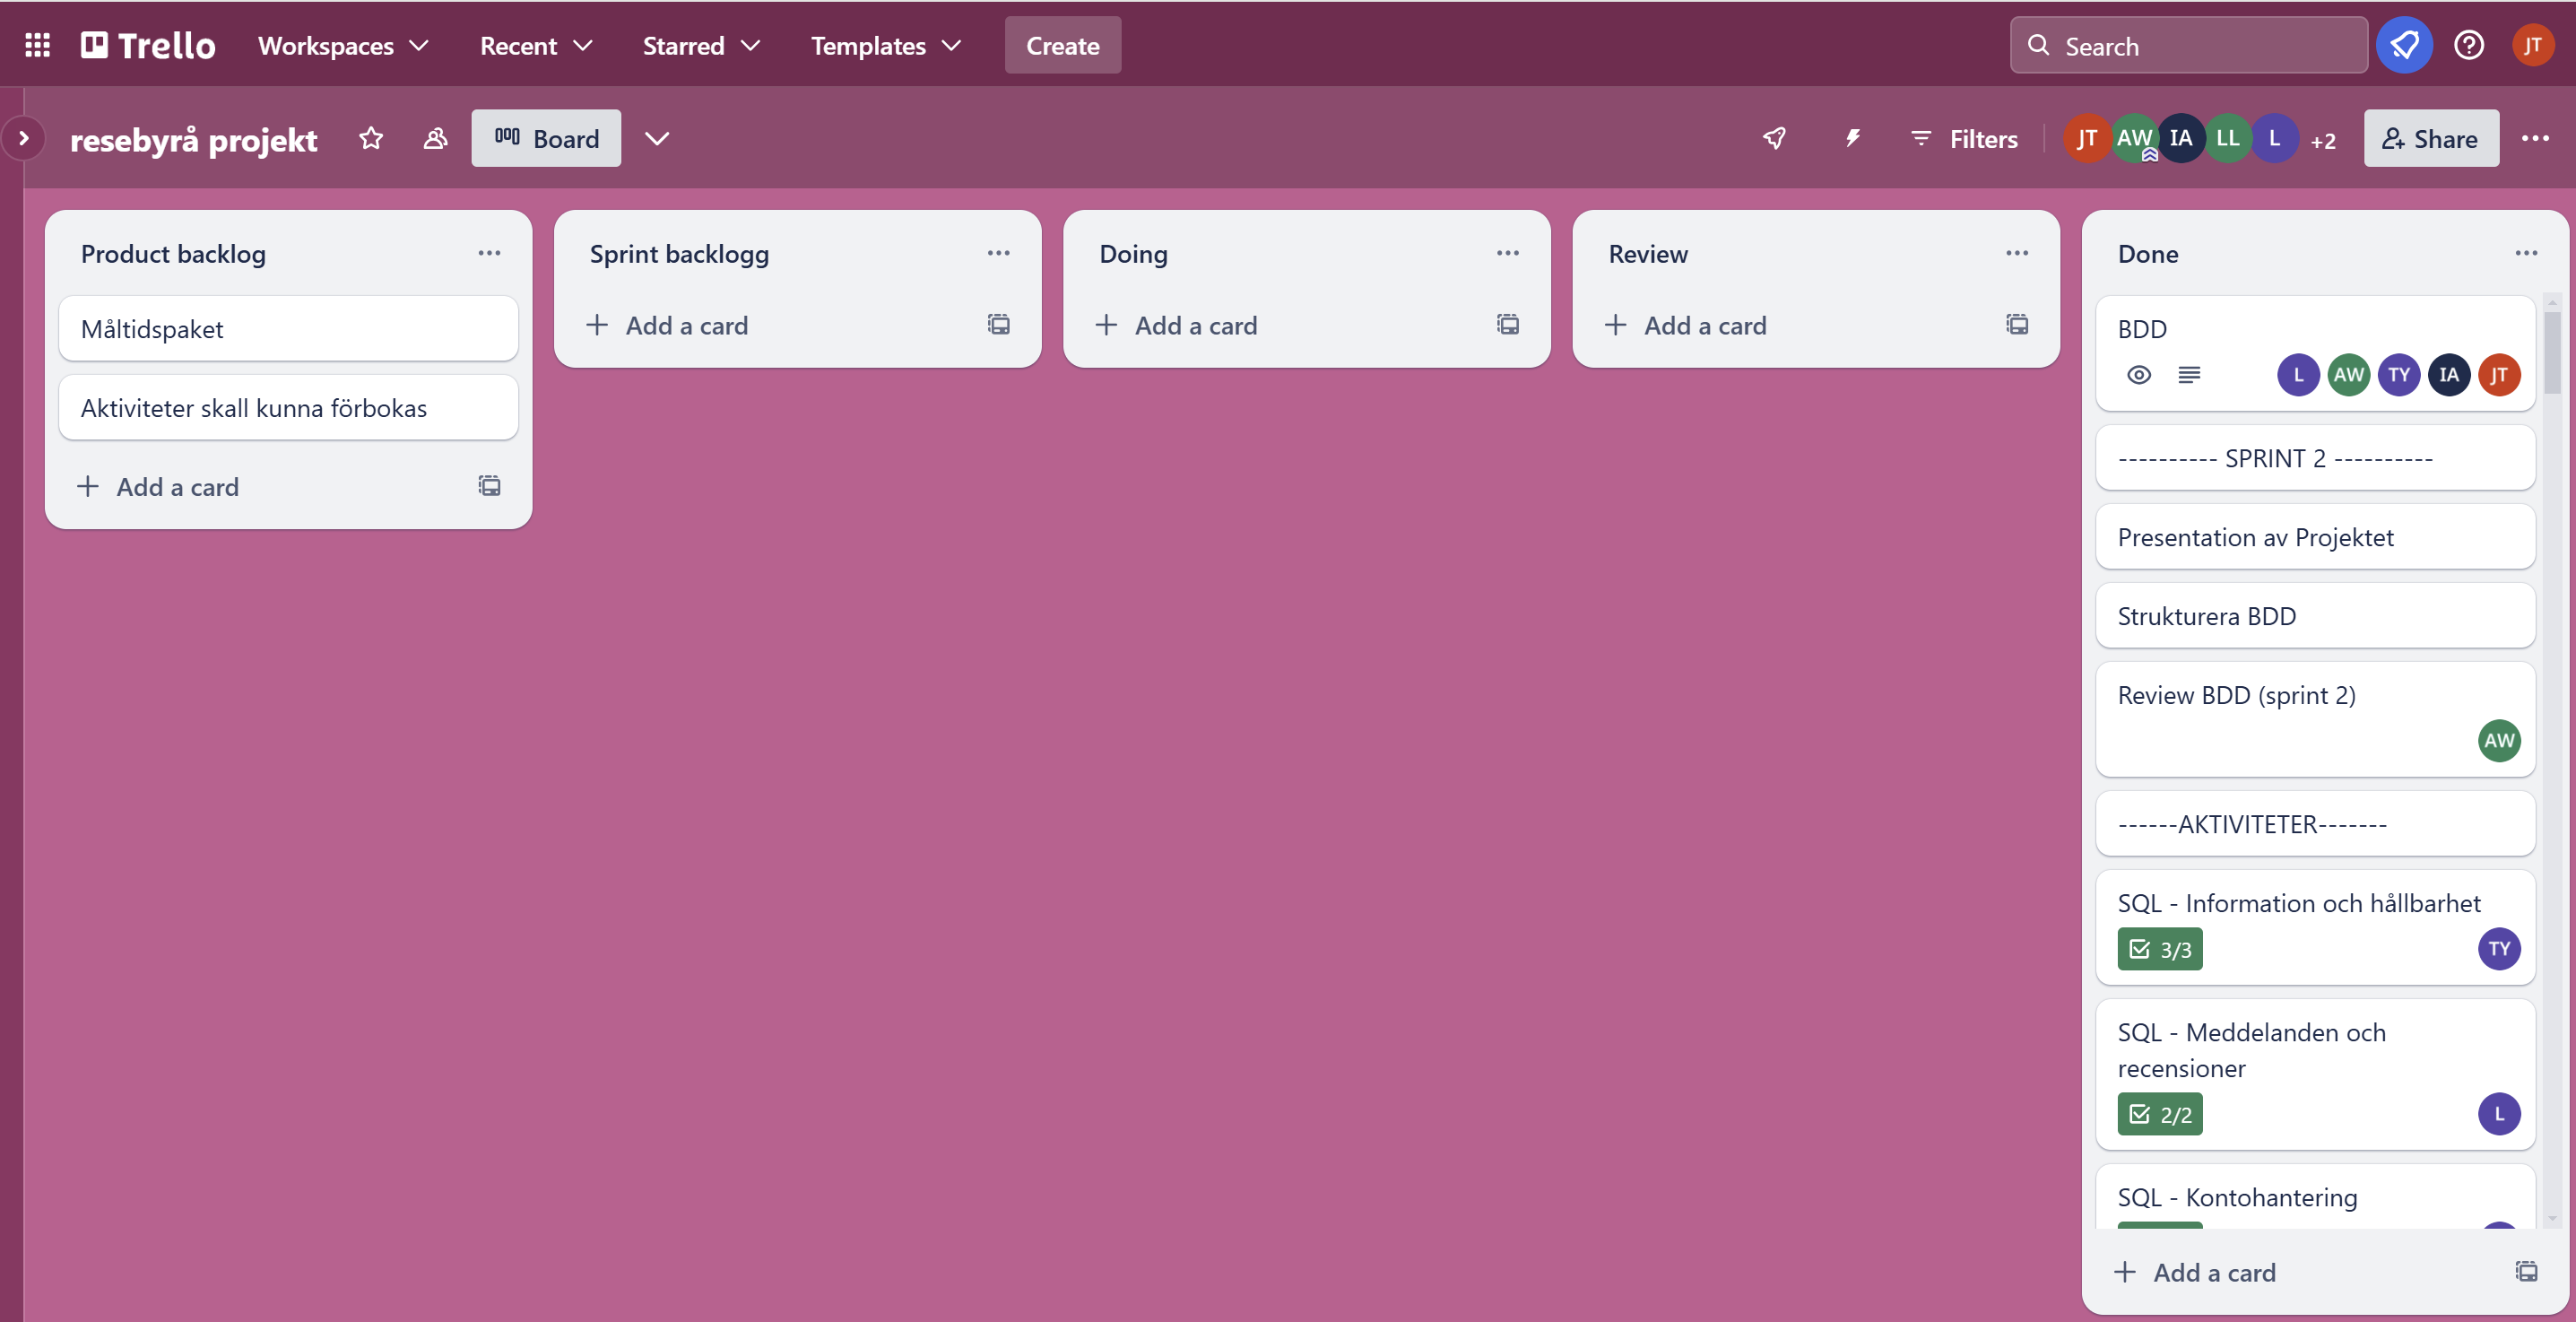 Trello Workspaces Recent Starred Templates Create Search JT
resebyrå projekt Board Filters JT AW IA LL L +2 Share
Product backlog
Måltidspaket
Aktiviteter skall kunna förbokas
Add a card
Sprint backlogg
Add a card
Doing
Add a card
Review
Add a card
Done
BDD
L AW TY IA JT
---------- SPRINT 2 ----------
Presentation av Projektet
Strukturera BDD
Review BDD (sprint 2)
AW
------AKTIVITETER-------
SQL - Information och hållbarhet
3/3 TY
SQL - Meddelanden och
recensioner
2/2 L
SQL - Kontohantering
Add a card